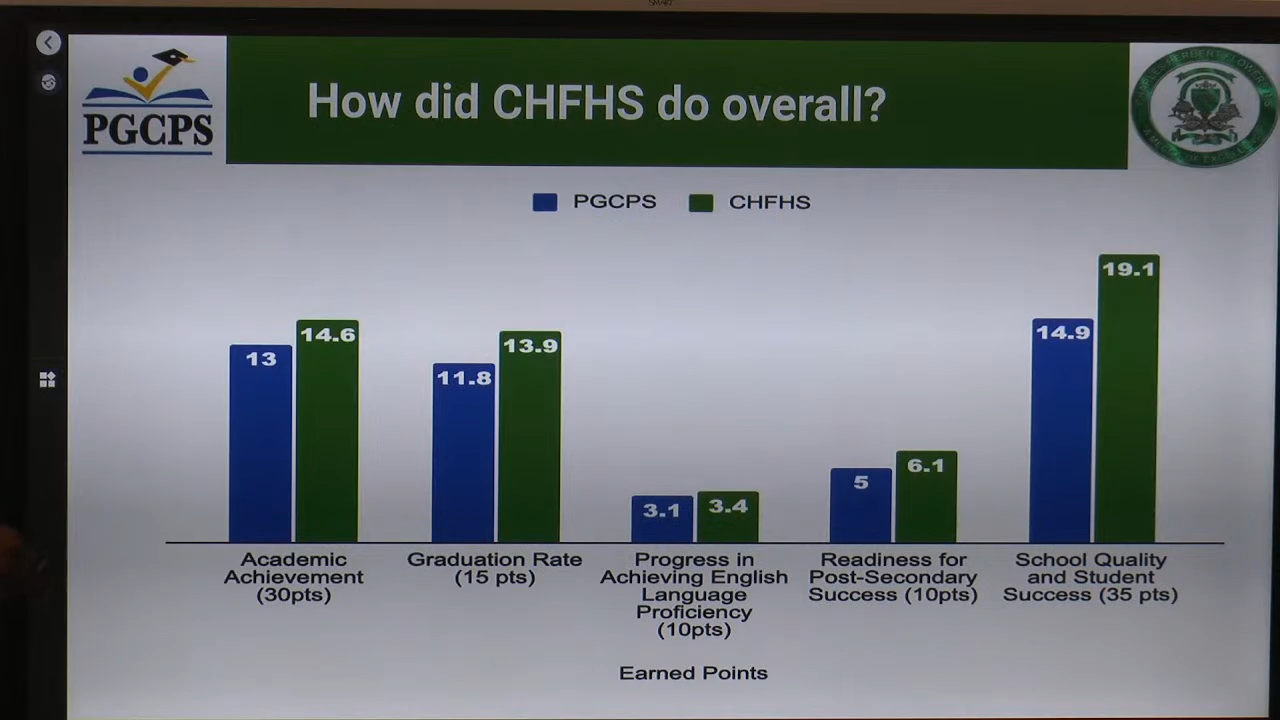 SMART
PGCPS
How did CHFHS do overall?
PGCPS
CHFHS
13
14.6
11.8
13.9
3.1
3.4
5
6.1
14.9
19.1
Academic
Achievement
(30pts)
Graduation Rate
(15 pts)
Progress in
Achieving English
Language
Proficiency
(10pts)
Readiness for
Post-Secondary
Success (10pts)
School Quality
and Student
Success (35 pts)
Earned Points